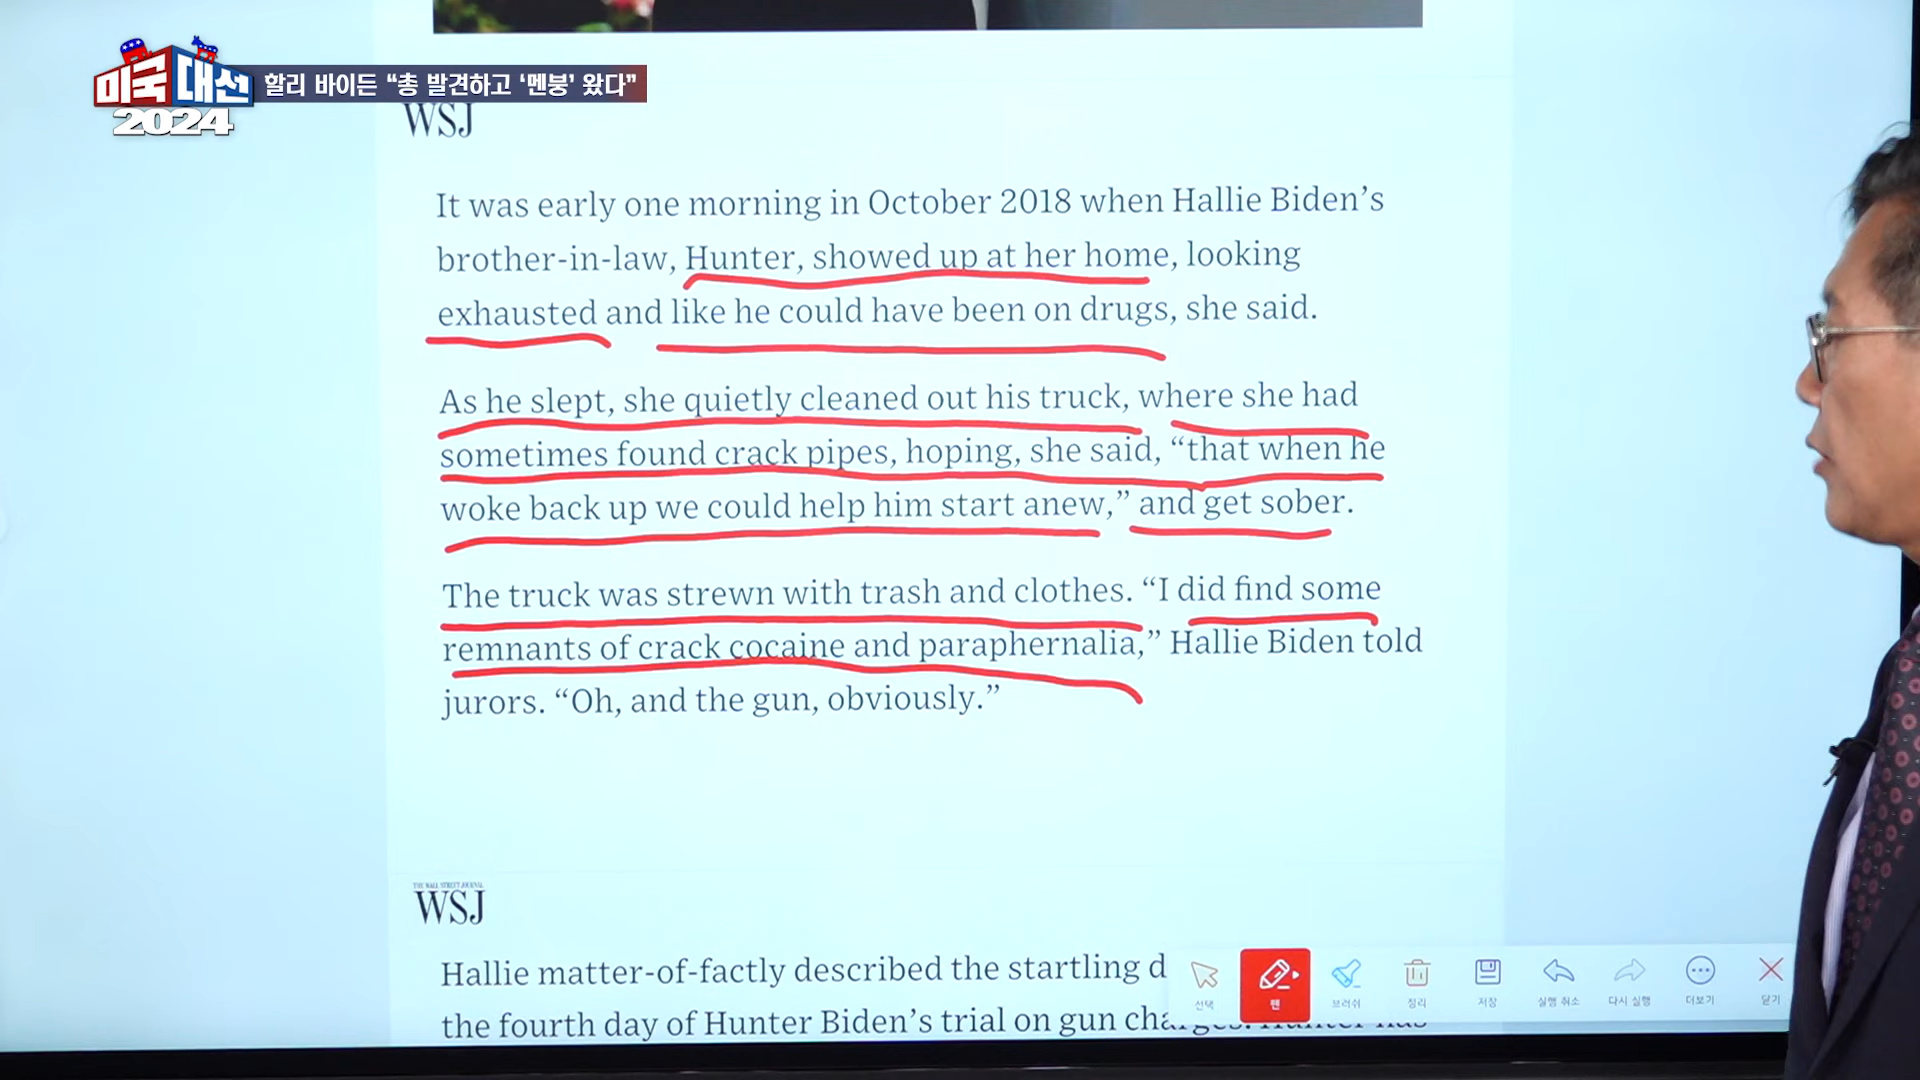 미국 대선
2024
할리 바이든 “총 발견하고 ‘멘붕’ 왔다”
WSJ
It was early one morning in October 2018 when Hallie Biden’s
brother-in-law, Hunter, showed up at her home, looking
exhausted and like he could have been on drugs, she said.
As he slept, she quietly cleaned out his truck, where she had
sometimes found crack pipes, hoping, she said, “that when he
woke back up we could help him start anew,” and get sober.
The truck was strewn with trash and clothes. “I did find some
remnants of crack cocaine and paraphernalia,” Hallie Biden told
jurors. “Oh, and the gun, obviously.”
THE WALL STREET JOURNAL
WSJ
Hallie matter-of-factly described the startling d
the fourth day of Hunter Biden’s trial on gun charges. Hunter has
선택 펜 브러쉬 정리 저장 실행 취소 다시 실행 더보기 닫기